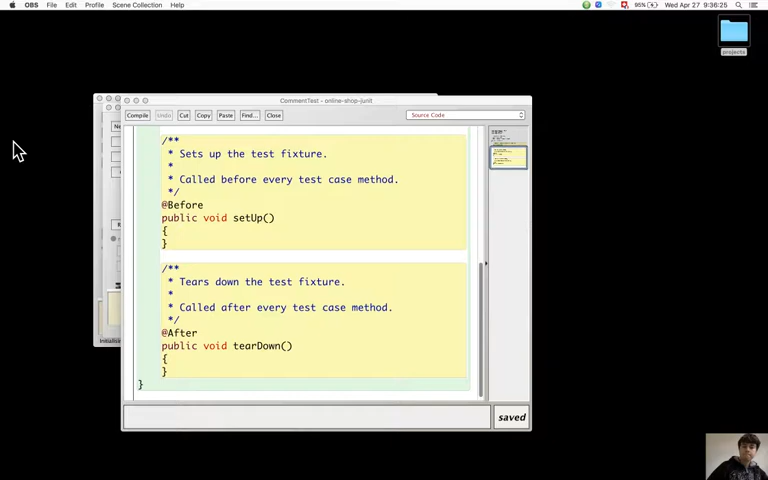 OBS File Edit Profile Scene Collection Help 95% Wed Apr 27 9:36:25
projects
CommentTest - online-shop-junit
Compile Undo Cut Copy Paste Find... Close Source Code
/**
* Sets up the test fixture.
*
* Called before every test case method.
*/
@Before
public void setUp()
{
}
/**
* Tears down the test fixture.
*
* Called after every test case method.
*/
@After
public void tearDown()
{
}
}
saved